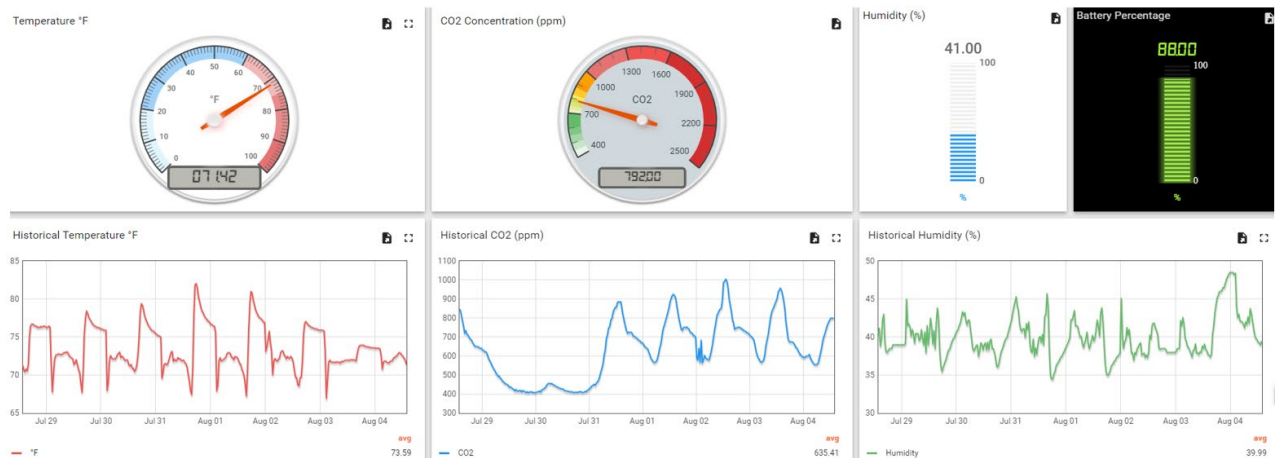 Temperature °F
0
10
20
30
40
50
60
70
80
90
100
°F
071.42
CO2 Concentration (ppm)
400
700
1000
1300
1600
1900
2200
2500
CO2
792.00
Humidity (%)
41.00
100
0
%
Battery Percentage
88.00
100
0
%
Historical Temperature °F
85
80
75
70
65
Jul 29 Jul 30 Jul 31 Aug 01 Aug 02 Aug 03 Aug 04
avg
°F 73.59
Historical CO2 (ppm)
1100
1000
900
800
700
600
500
400
300
Jul 29 Jul 30 Jul 31 Aug 01 Aug 02 Aug 03 Aug 04
avg
CO2 635.41
Historical Humidity (%)
50
45
40
35
30
Jul 29 Jul 30 Jul 31 Aug 01 Aug 02 Aug 03 Aug 04
avg
Humidity 39.99